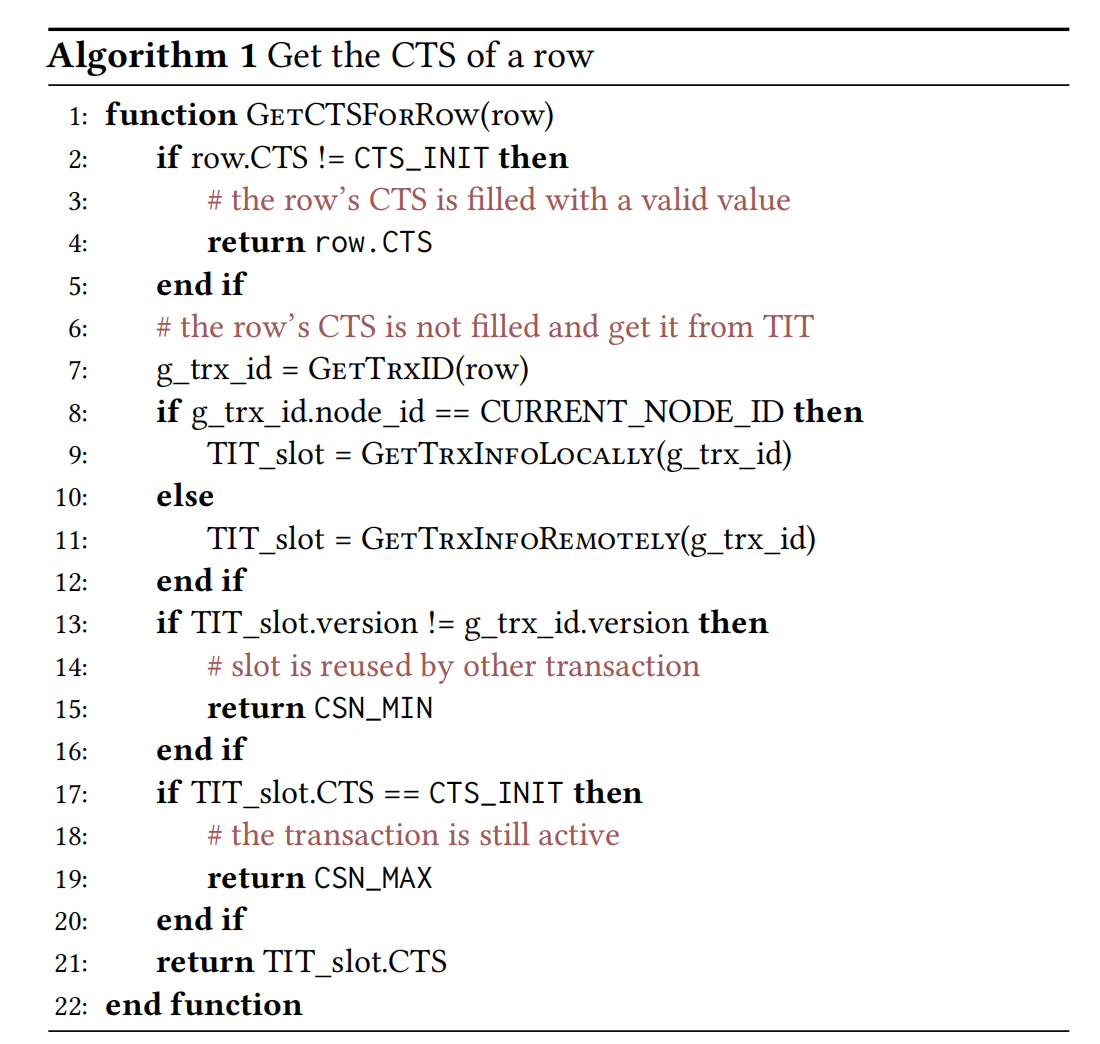 Algorithm 1 Get the CTS of a row
1: function GetCTSForRow(row)
2: if row.CTS != CTS_INIT then
3: # the row’s CTS is filled with a valid value
4: return row.CTS
5: end if
6: # the row’s CTS is not filled and get it from TIT
7: g_trx_id = GetTrxID(row)
8: if g_trx_id.node_id == CURRENT_NODE_ID then
9: TIT_slot = GetTrxInfoLocally(g_trx_id)
10: else
11: TIT_slot = GetTrxInfoRemotely(g_trx_id)
12: end if
13: if TIT_slot.version != g_trx_id.version then
14: # slot is reused by other transaction
15: return CSN_MIN
16: end if
17: if TIT_slot.CTS == CTS_INIT then
18: # the transaction is still active
19: return CSN_MAX
20: end if
21: return TIT_slot.CTS
22: end function